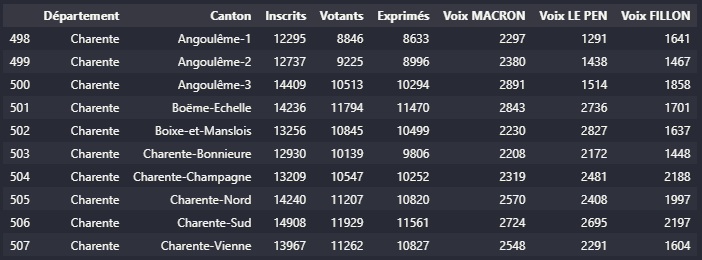 Département Canton Inscrits Votants Exprimés Voix MACRON Voix LE PEN Voix FILLON
498 Charente Angoulême-1 12295 8846 8633 2297 1291 1641
499 Charente Angoulême-2 12737 9225 8996 2380 1438 1467
500 Charente Angoulême-3 14409 10513 10294 2891 1514 1858
501 Charente Boëme-Echelle 14236 11794 11470 2843 2736 1701
502 Charente Boixe-et-Manslois 13256 10845 10499 2230 2827 1637
503 Charente Charente-Bonnieure 12930 10139 9806 2208 2172 1448
504 Charente Charente-Champagne 13209 10547 10252 2319 2481 2188
505 Charente Charente-Nord 14240 11207 10820 2570 2408 1997
506 Charente Charente-Sud 14908 11929 11561 2724 2695 2197
507 Charente Charente-Vienne 13967 11262 10827 2548 2291 1604